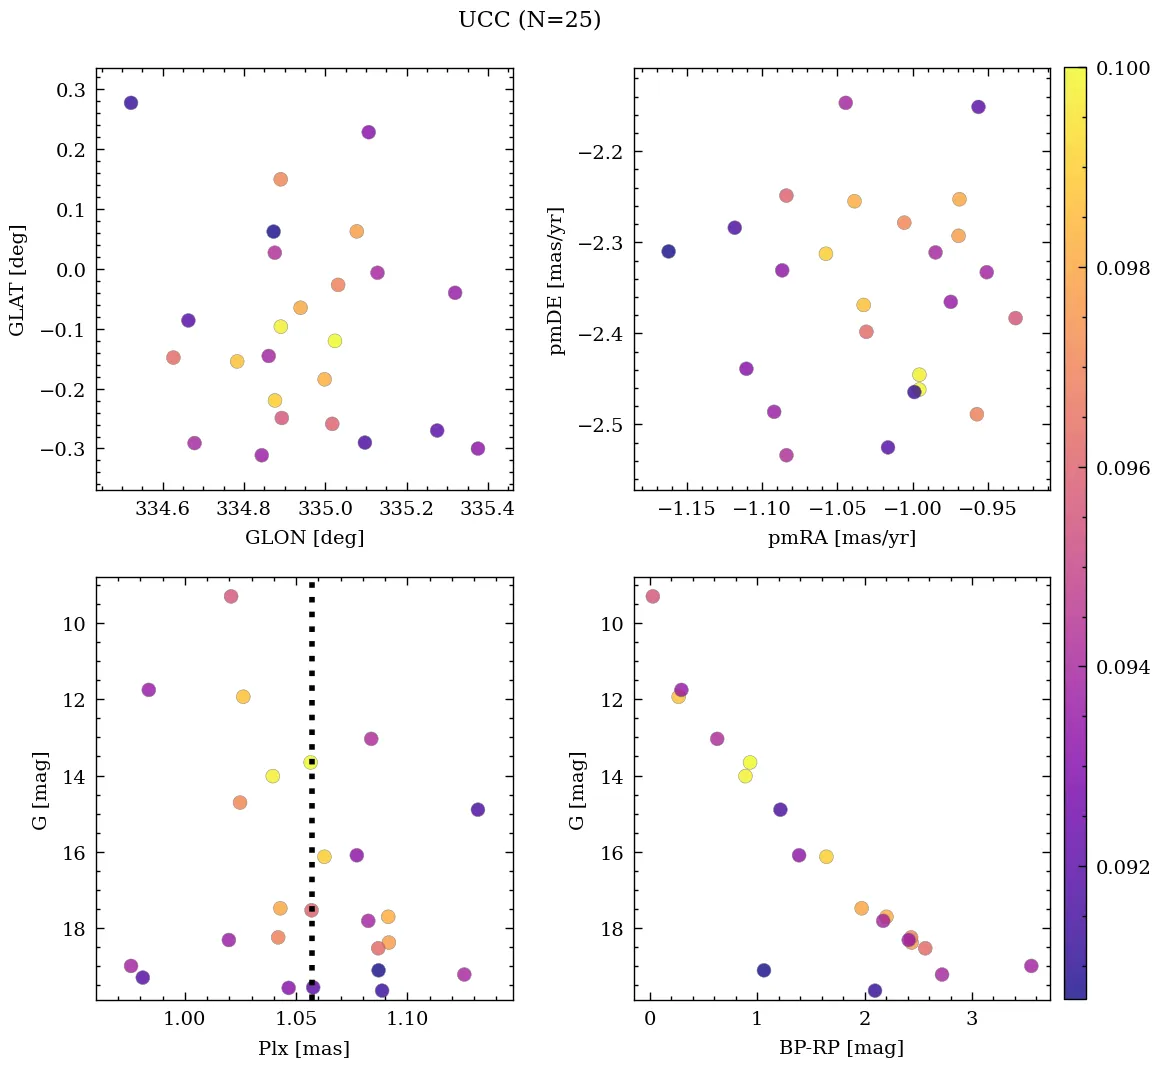 UCC (N=25)
0.3
0.2
0.1
0.0
−0.1
−0.2
−0.3
GLAT [deg]
334.6 334.8 335.0 335.2 335.4
GLON [deg]
−2.2
−2.3
−2.4
−2.5
pmDE [mas/yr]
−1.15 −1.10 −1.05 −1.00 −0.95
pmRA [mas/yr]
10
12
14
16
18
G [mag]
1.00 1.05 1.10
Plx [mas]
10
12
14
16
18
G [mag]
0 1 2 3
BP-RP [mag]
0.100
0.098
0.096
0.094
0.092